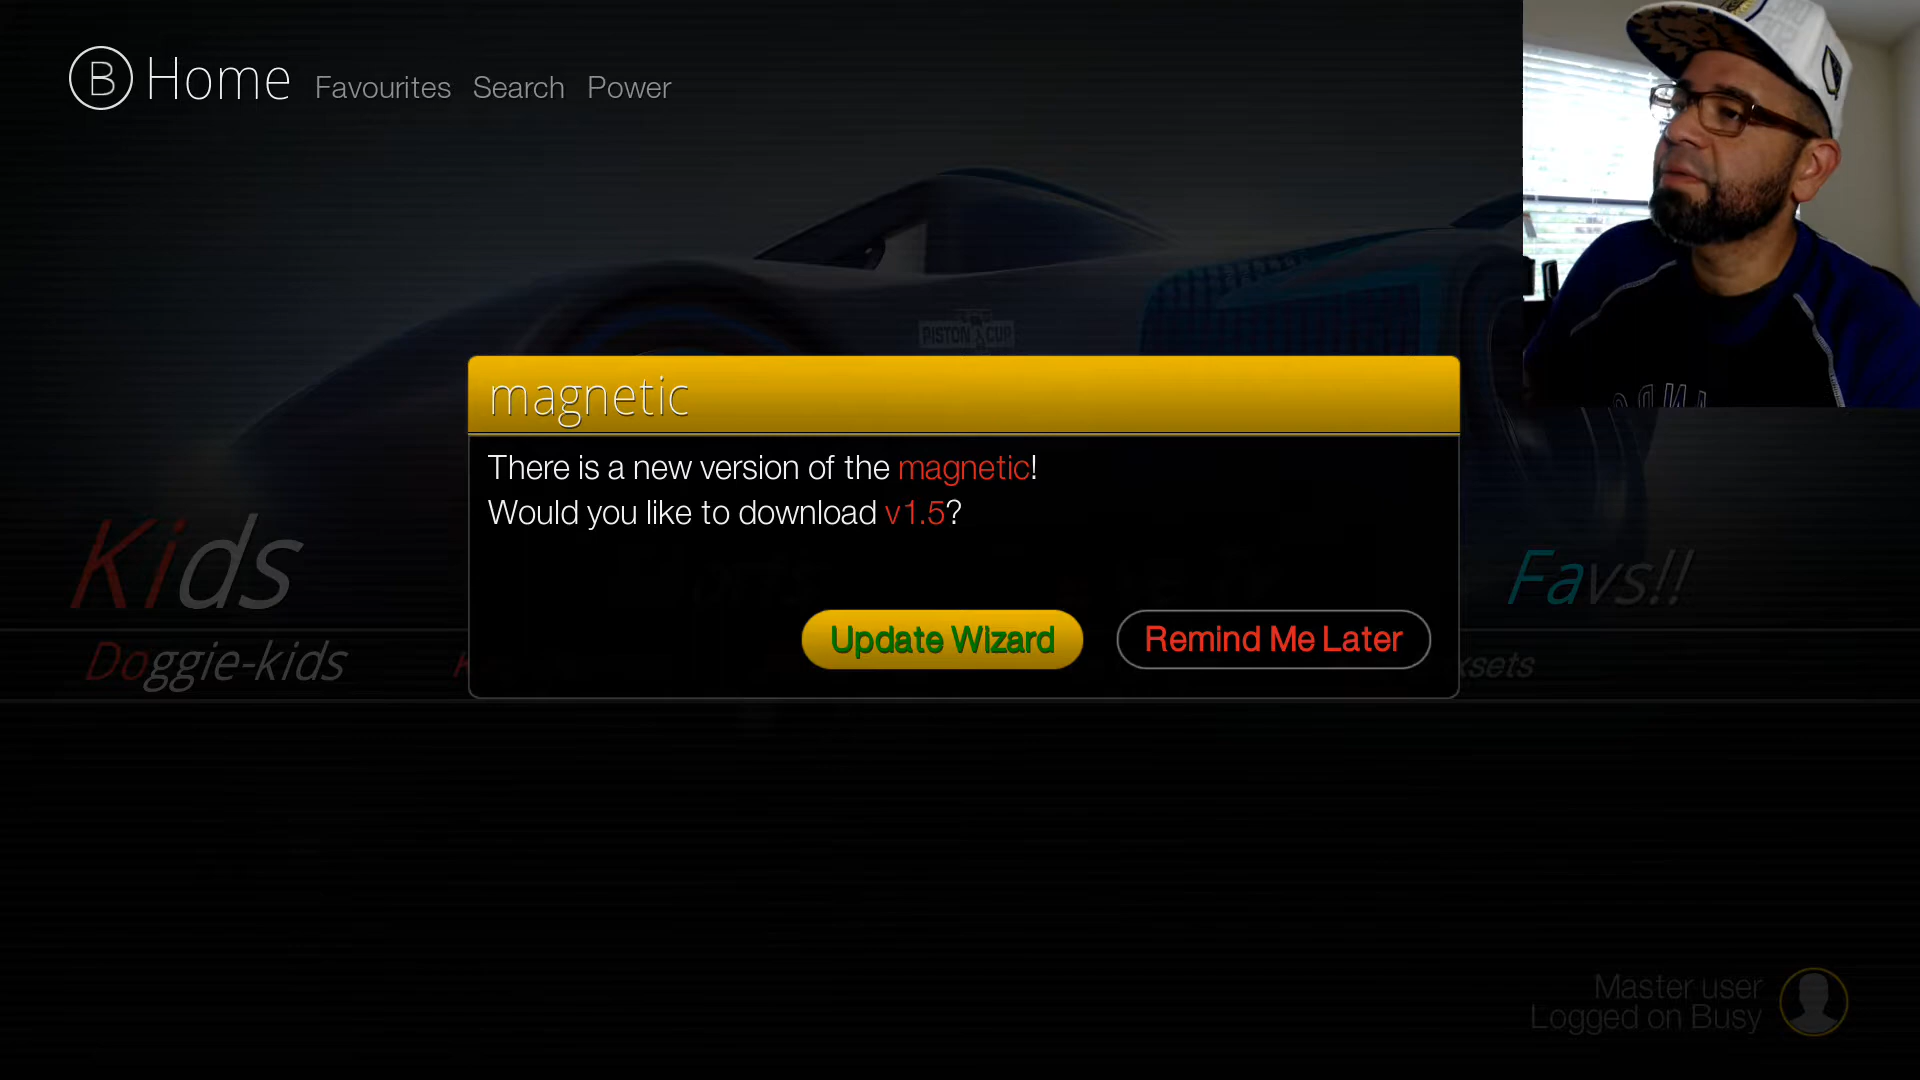 B Home Favourites Search Power
PISTON CUP
magnetic
There is a new version of the magnetic!
Would you like to download v1.5?
Update Wizard
Remind Me Later
Kids
Favs!!
Doggie-kids
Master user
Logged on Busy